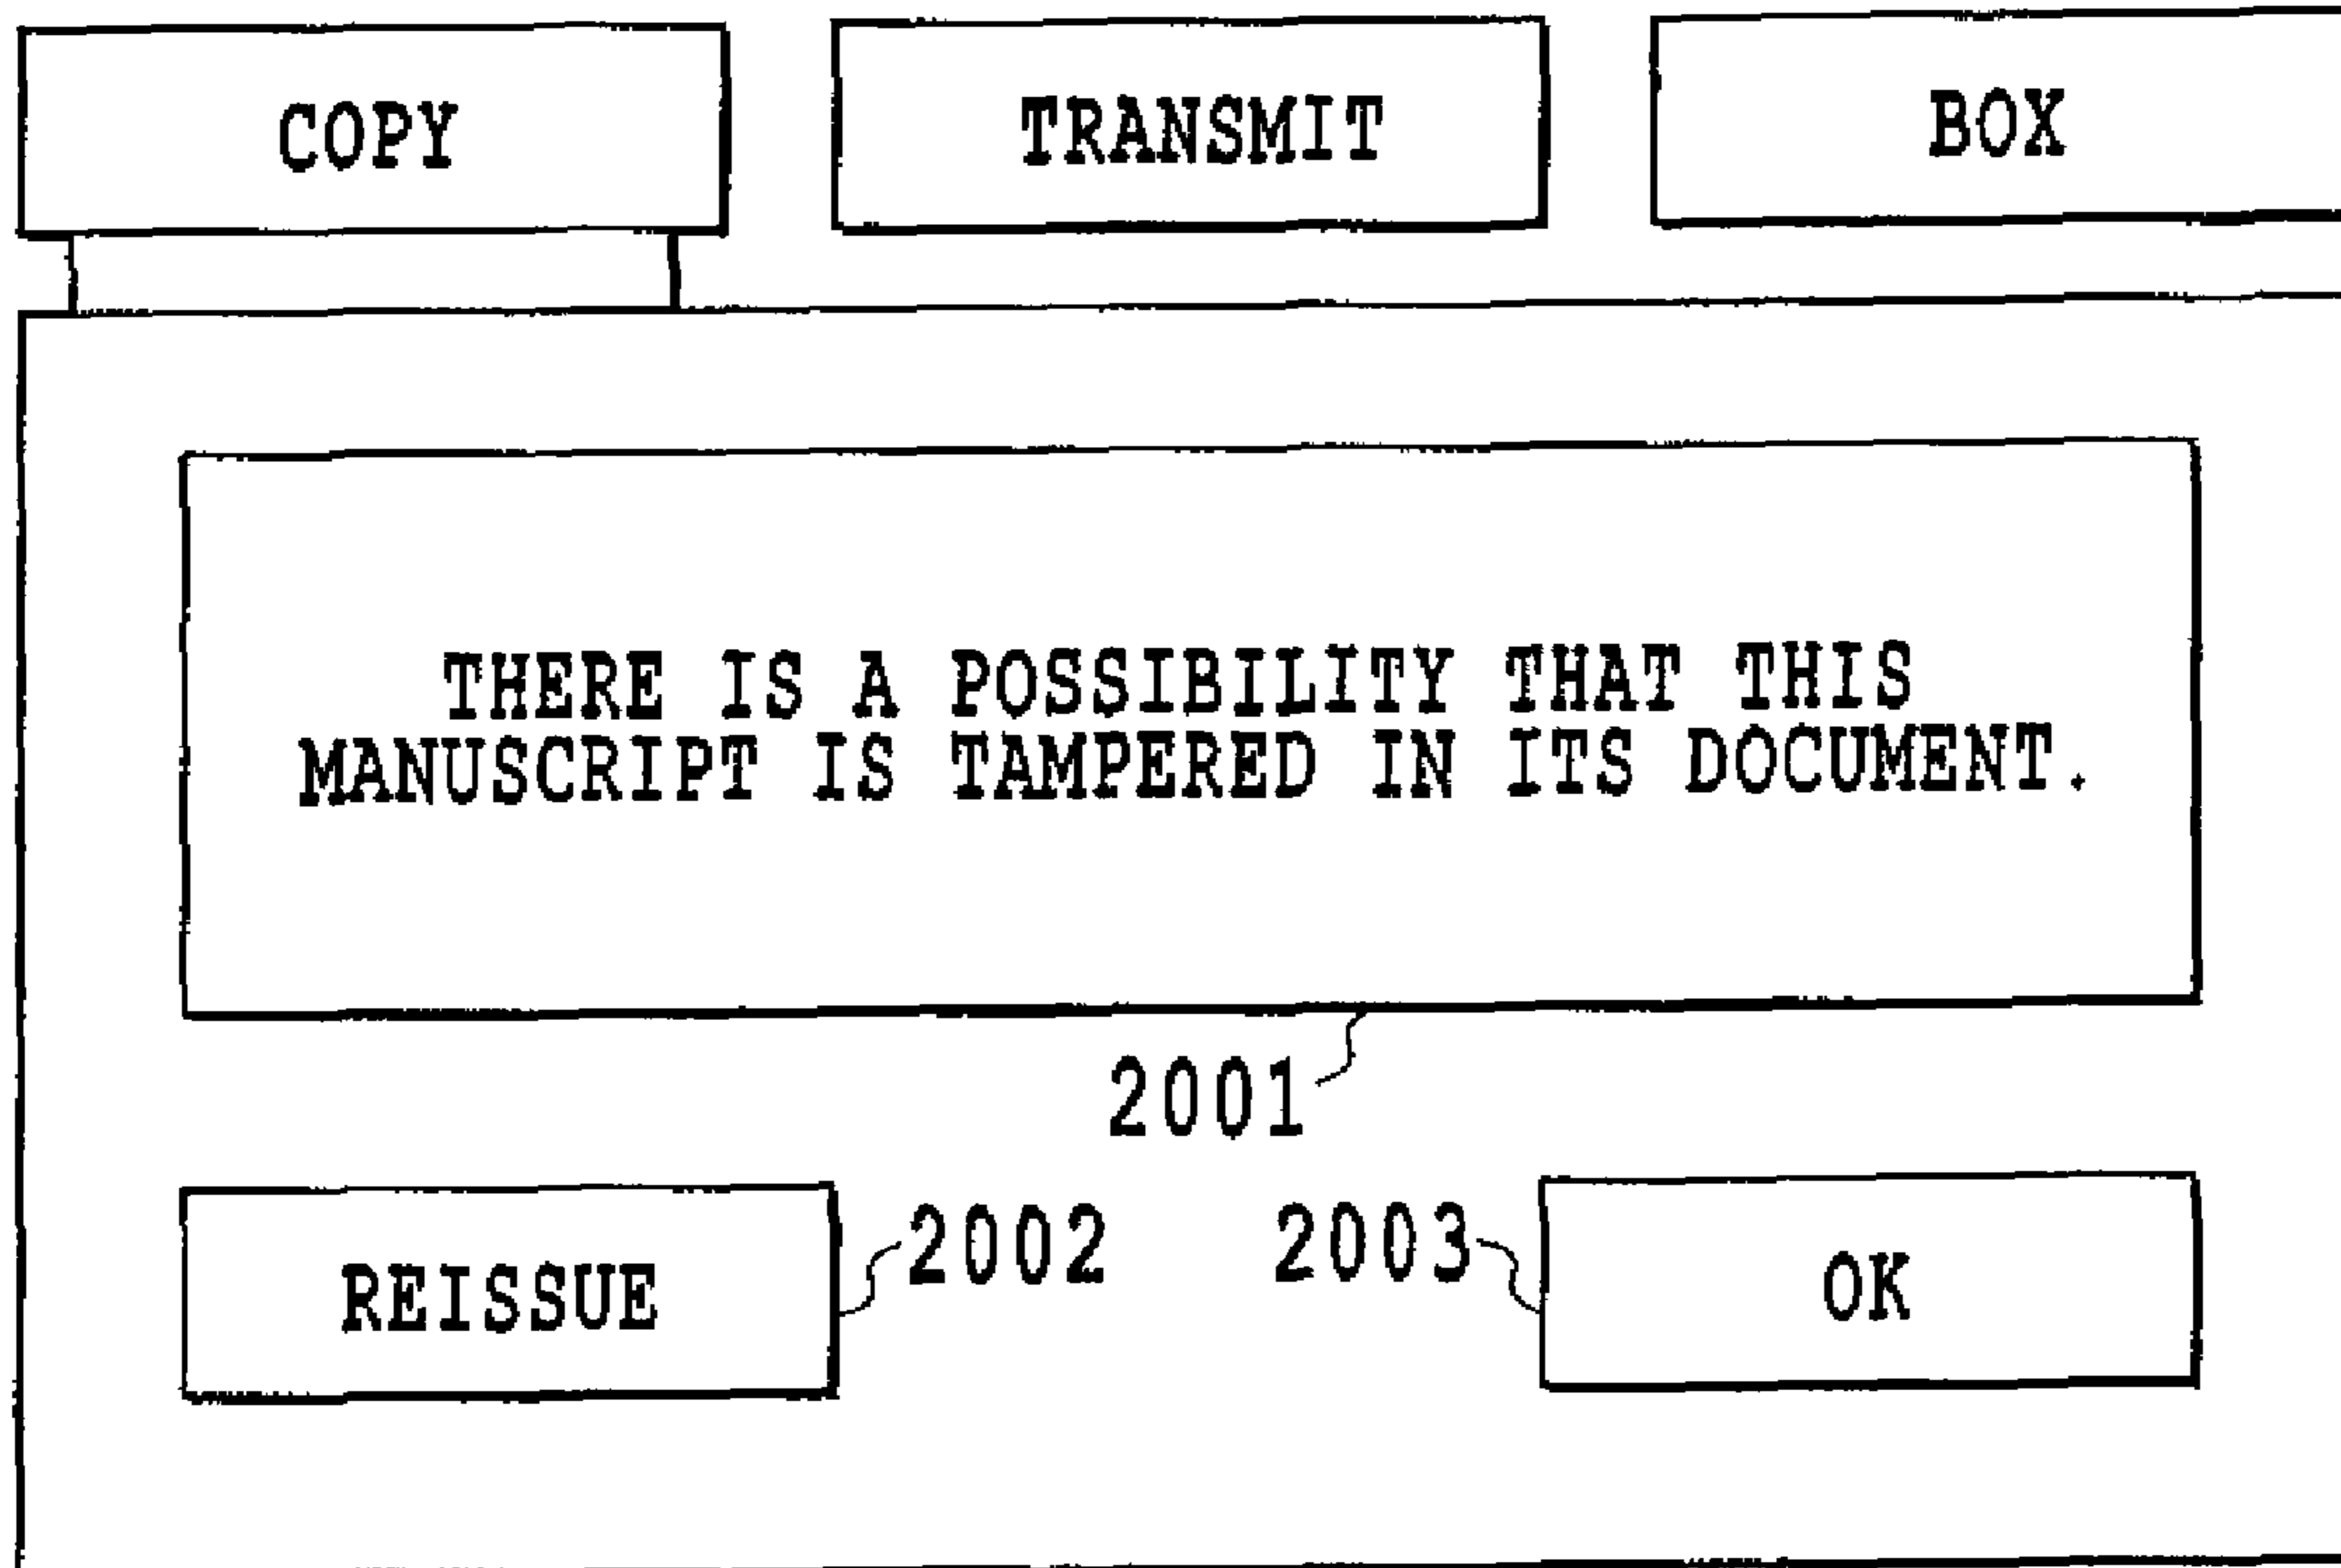 COPY TRANSMIT BOX
THERE IS A POSSIBILITY THAT THIS
MANUSCRIPT IS TAMPERED IN ITS DOCUMENT.
2001
REISSUE 2002 2003 OK